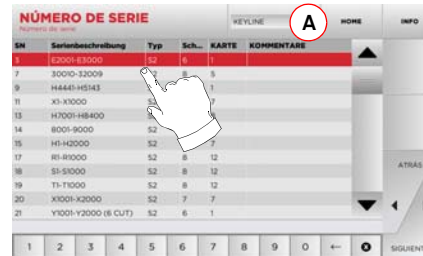 NÚMERO DE SERIE
Número de serie
KEYLINE
A
HOME
INFO
SN Serienbeschreibung Typ Sch... KARTE KOMMENTARE
3 E2001-E3000 S2 6 1
7 30010-32009 8 5
9 H4441-H5143 1
11 X1-X1000
13 H7001-H8400
14 8001-9000 S2
15 H1-H2000 S2 7
17 R1-R1000 S2 8 12
18 S1-S1000 S2 8 12
19 T1-T1000 S2 8 12
20 X1001-X2000 S2 7 7
21 Y1001-Y2000 (6 CUT) S2 6 1
ATRÁS
1 2 3 4 5 6 7 8 9 0 ←
SIGUIENT